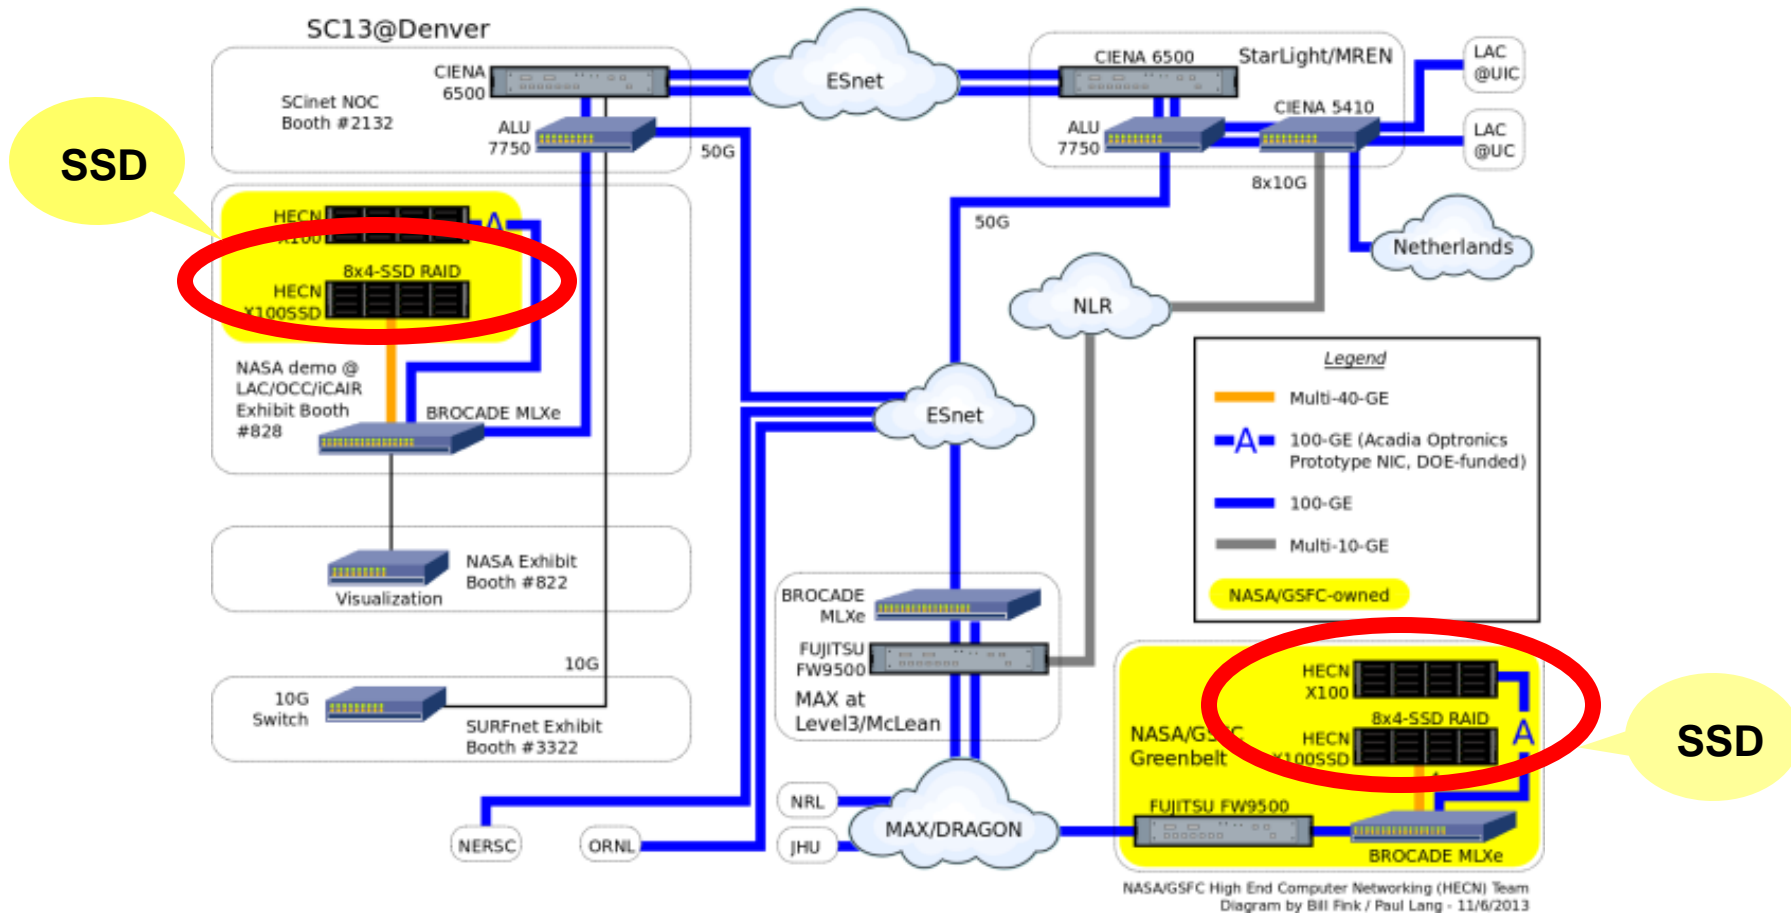 SC13@Denver
CIENA
6500
SCinet NOC
Booth #2132
ALU
7750
50G
SSD
HECN
X100
A
8x4-SSD RAID
HECN
X100SSD
NASA demo @
LAC/OCC/iCAIR
Exhibit Booth
#828
BROCADE MLXe
NASA Exhibit
Booth #822
Visualization
10G
10G
Switch
SURFnet Exhibit
Booth #3322
ESnet
CIENA 6500
StarLight/MREN
CIENA 5410
ALU
7750
LAC
@UIC
LAC
@UC
8x10G
50G
Netherlands
NLR
ESnet
Legend
Multi-40-GE
A
100-GE (Acadia Optronics
Prototype NIC, DOE-funded)
100-GE
Multi-10-GE
NASA/GSFC-owned
BROCADE
MLXe
FUJITSU
FW9500
MAX at
Level3/McLean
NERSC
ORNL
NRL
JHU
MAX/DRAGON
HECN
X100
8x4-SSD RAID
HECN
X100SSD
A
NASA/GSFC
Greenbelt
SSD
FUJITSU FW9500
BROCADE MLXe
NASA/GSFC High End Computer Networking (HECN) Team
Diagram by Bill Fink / Paul Lang - 11/6/2013